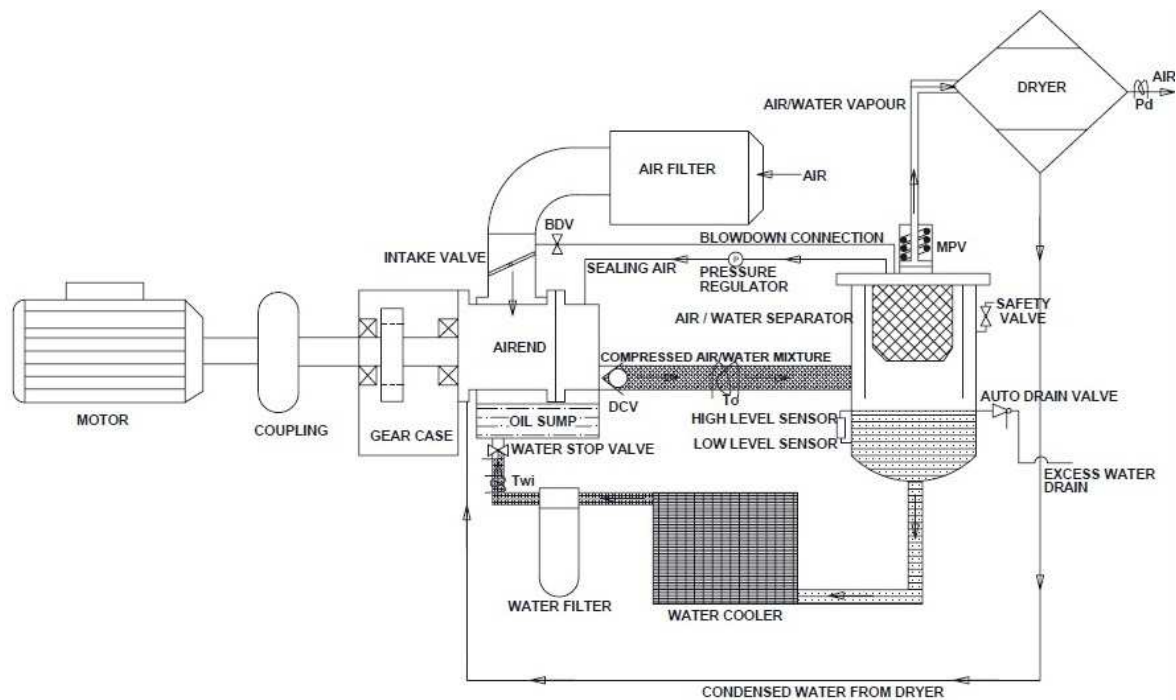 DRYER
AIR
Pd
AIR/WATER VAPOUR
AIR FILTER
AIR
BDV
BLOWDOWN CONNECTION
MPV
INTAKE VALVE
SEALING AIR
P
PRESSURE
REGULATOR
SAFETY
VALVE
AIR / WATER SEPARATOR
AIREND
COMPRESSED AIR/WATER MIXTURE
To
DCV
AUTO DRAIN VALVE
MOTOR
COUPLING
GEAR CASE
OIL SUMP
HIGH LEVEL SENSOR
LOW LEVEL SENSOR
WATER STOP VALVE
EXCESS WATER
DRAIN
Twi
WATER FILTER
WATER COOLER
CONDENSED WATER FROM DRYER